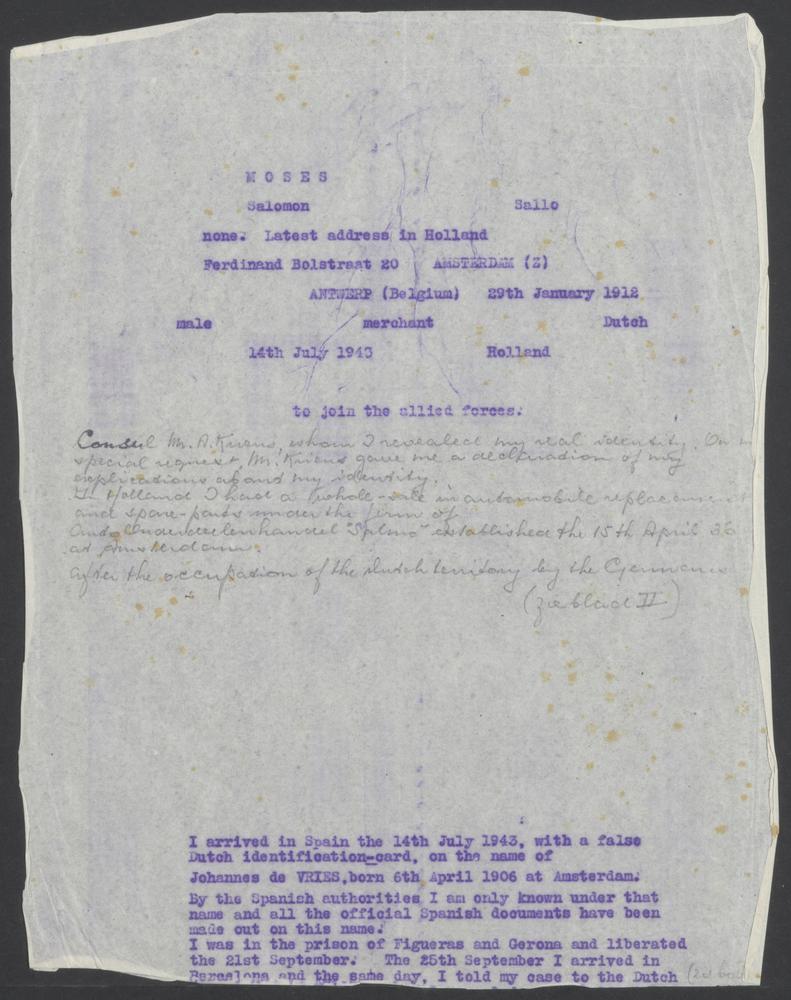 MOSES
Salomon Sallo
none. Latest address in Holland
Ferdinand Bolstraat 20 AMSTERDAM (Z)
ANTWERP (Belgium) 29th January 1912
male merchant Dutch
14th July 1943 Holland
to join the allied forces.
Consul Mr. A. whom I revealed my real identity. On
special request, Mr. gave me a declaration of my
explications about my identity.
In Holland I had a whole-sale in automobile replacement
and spare-parts under the firm of
Auto Onderdeelenhandel "Salmo" established the 15th April 36
at Amsterdam.
After the occupation of the Dutch territory by the Germans
(zie blad II)
I arrived in Spain the 14th July 1943, with a false
Dutch identification-card, on the name of
Johannes de VRIES,born 6th April 1906 at Amsterdam.
By the Spanish authorities I am only known under that
name and all the official Spanish documents have been
made out on this name.
I was in the prison of Figueras and Gerona and liberated
the 21st September. The 25th September I arrived in
Barcelona and the same day, I told my case to the Dutch